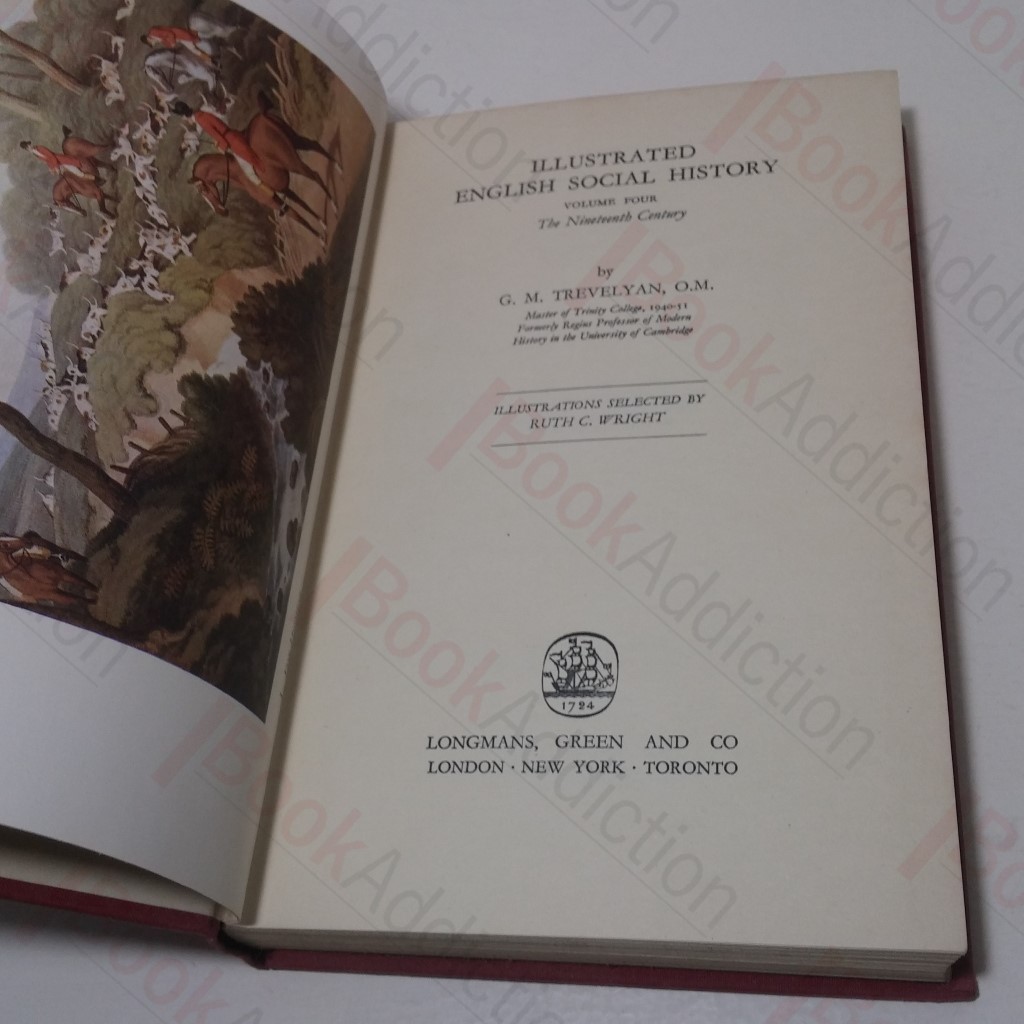 ILLUSTRATED
ENGLISH SOCIAL HISTORY
VOLUME FOUR
The Nineteenth Century
by
G. M. TREVELYAN, O.M.
Master of Trinity College, 1940-51
Formerly Regius Professor of Modern
History in the University of Cambridge
ILLUSTRATIONS SELECTED BY
RUTH C. WRIGHT
1724
LONGMANS, GREEN AND CO
LONDON · NEW YORK · TORONTO
BookAddiction